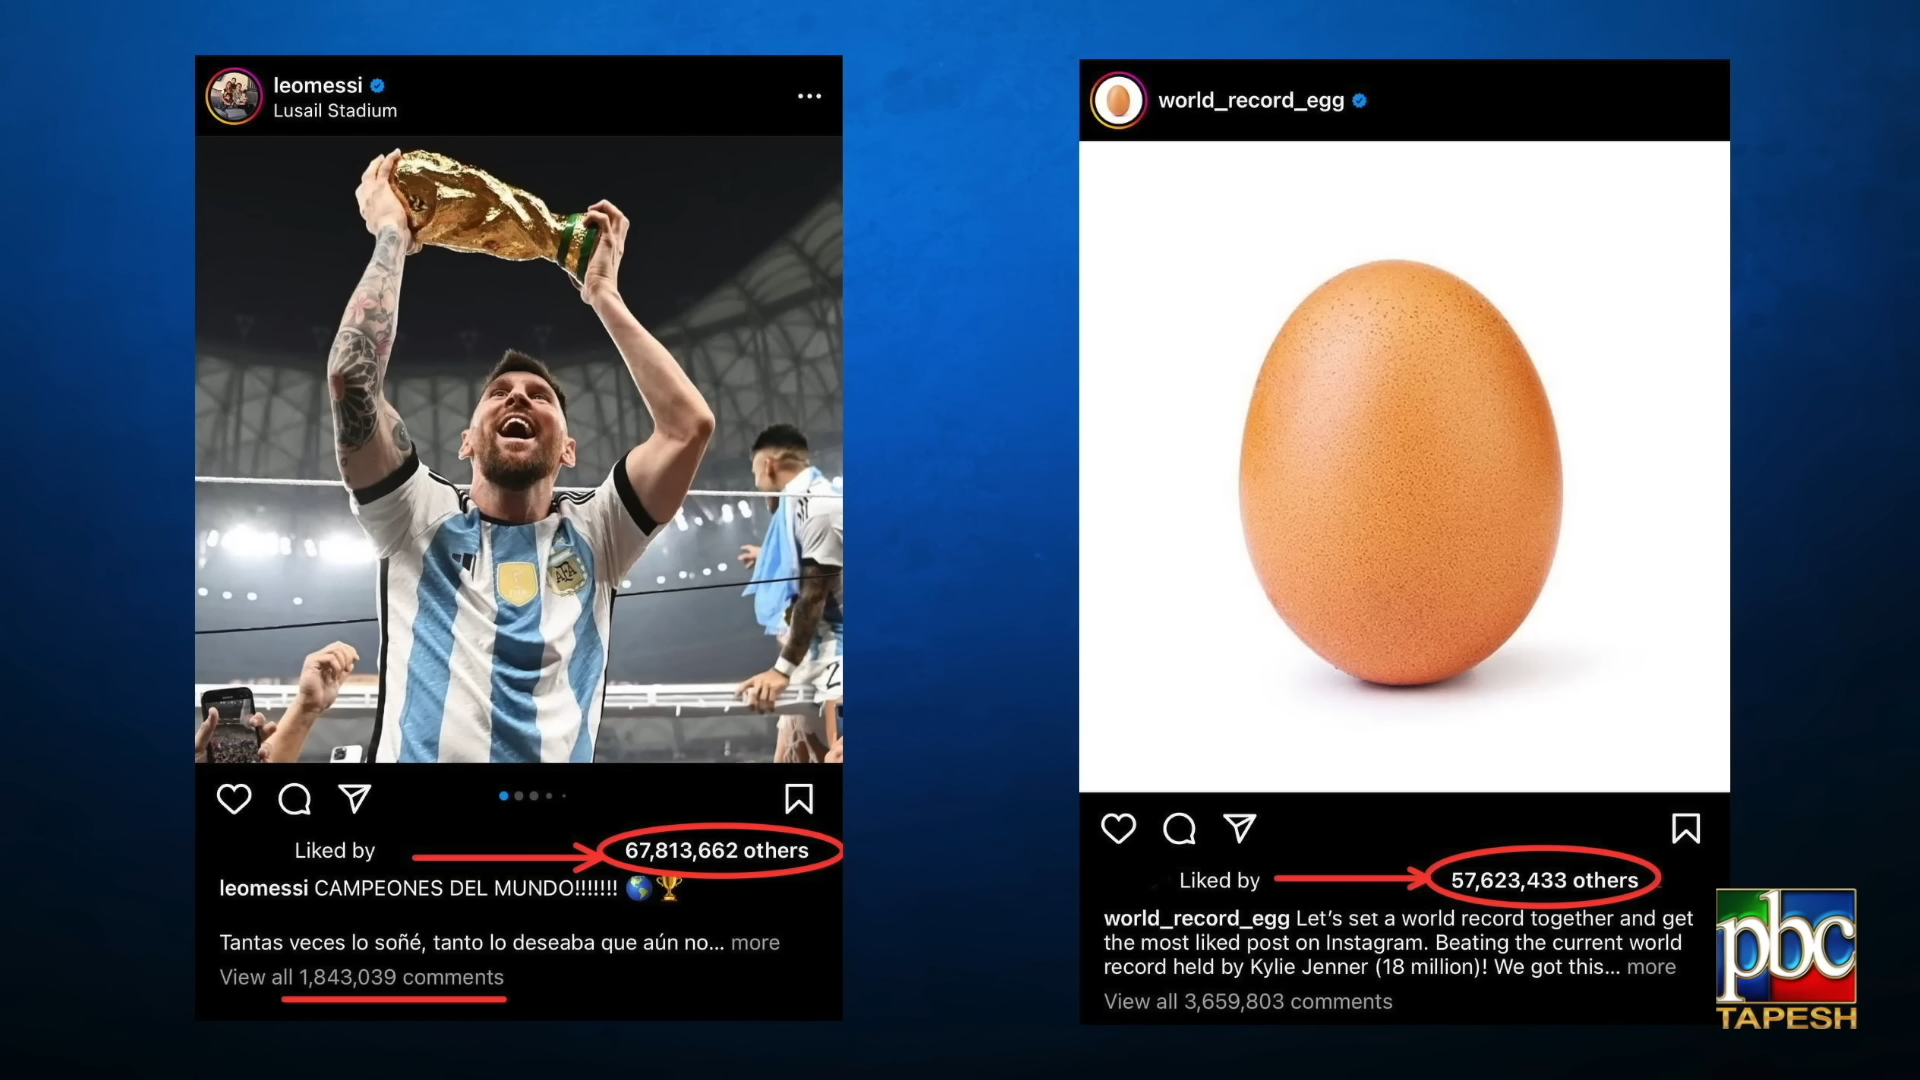 leomessi
Lusail Stadium
AFA
2
Liked by 67,813,662 others
leomessi CAMPEONES DEL MUNDO!!!!!!!
Tantas veces lo soñé, tanto lo deseaba que aún no... more
View all 1,843,039 comments
world_record_egg
Liked by 57,623,433 others
world_record_egg Let’s set a world record together and get
the most liked post on Instagram. Beating the current world
record held by Kylie Jenner (18 million)! We got this... more
View all 3,659,803 comments
pbc
TAPESH